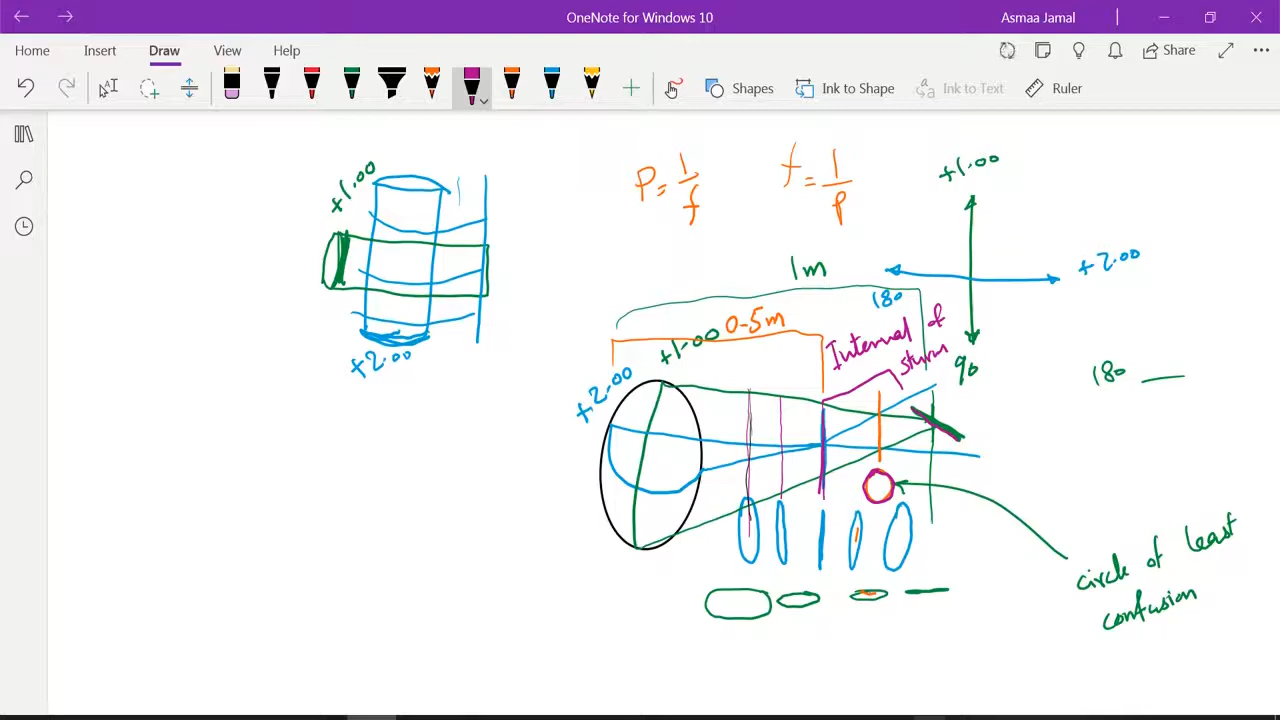 OneNote for Windows 10
Asmaa Jamal
Home
Insert
Draw
View
Help
Share
Shapes
Ink to Shape
Ink to Text
Ruler
+1.00
+2.00
P=1/f
f=1/P
+1.00
+2.00
180
90
1m
0-5m
Interval of
sturm
+1.00
+2.00
180 __
circle of least
confusion